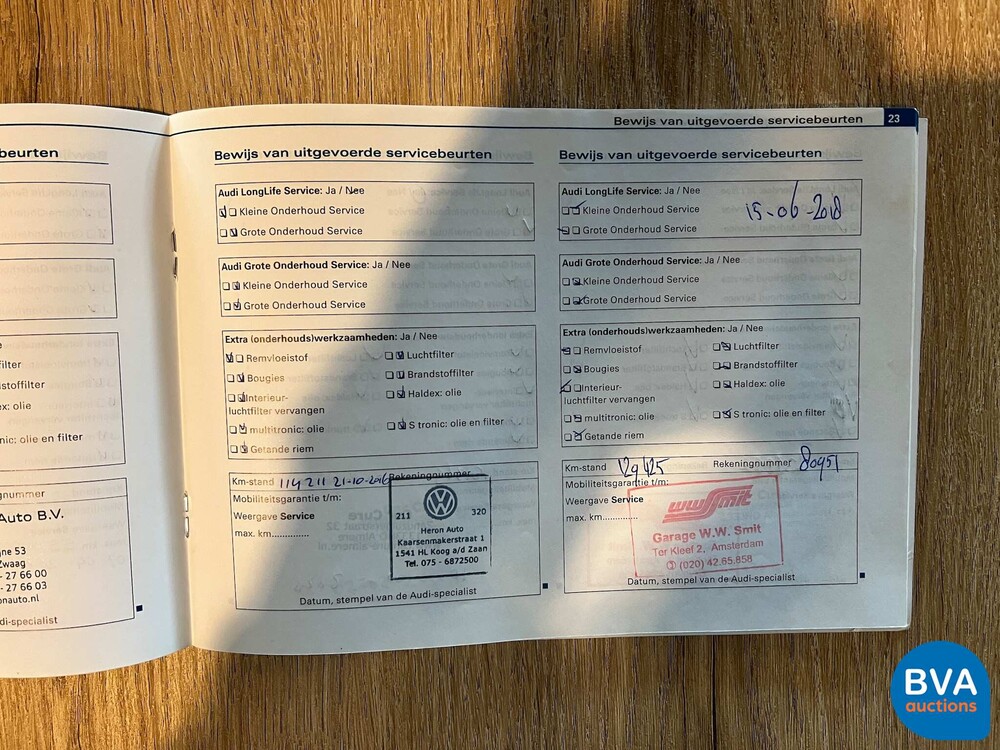 beurten
filter
stoffilter
ex: olie
nic: olie en filter
gnummer
Auto B.V.
gne 53
Zwaag
- 27 66 00
- 27 66 03
onauto.nl
di-specialist
Bewijs van uitgevoerde servicebeurten 23
Bewijs van uitgevoerde servicebeurten
Audi LongLife Service: Ja / Nee
Kleine Onderhoud Service
Grote Onderhoud Service
Audi Grote Onderhoud Service: Ja / Nee
Kleine Onderhoud Service
Grote Onderhoud Service
Extra (onderhouds)werkzaamheden: Ja / Nee
Remvloeistof Luchtfilter
Bougies Brandstoffilter
Interieur- Haldex: olie
luchtfilter vervangen
multitronic: olie S tronic: olie en filter
Getande riem
Km-stand 114 211 21-10-2016 Rekeningnummer
Mobiliteitsgarantie t/m:
Weergave Service
max. km.............
211 320
Heron Auto
Kaarsenmakerstraat 1
1541 HL Koog a/d Zaan
Tel. 075 - 6872500
Datum, stempel van de Audi-specialist
Bewijs van uitgevoerde servicebeurten
Audi LongLife Service: Ja / Nee
Kleine Onderhoud Service 15-06-2018
Grote Onderhoud Service
Audi Grote Onderhoud Service: Ja / Nee
Kleine Onderhoud Service
Grote Onderhoud Service
Extra (onderhouds)werkzaamheden: Ja / Nee
Remvloeistof Luchtfilter
Bougies Brandstoffilter
Interieur- Haldex: olie
luchtfilter vervangen
multitronic: olie S tronic: olie en filter
Getande riem
Km-stand 129425 Rekeningnummer 80951
Mobiliteitsgarantie t/m:
Weergave Service
max. km.............
wwSmit
Garage W.W. Smit
Ter Kleef 2, Amsterdam
(020) 42.65.858
Datum, stempel van de Audi-specialist
BVA
auctions